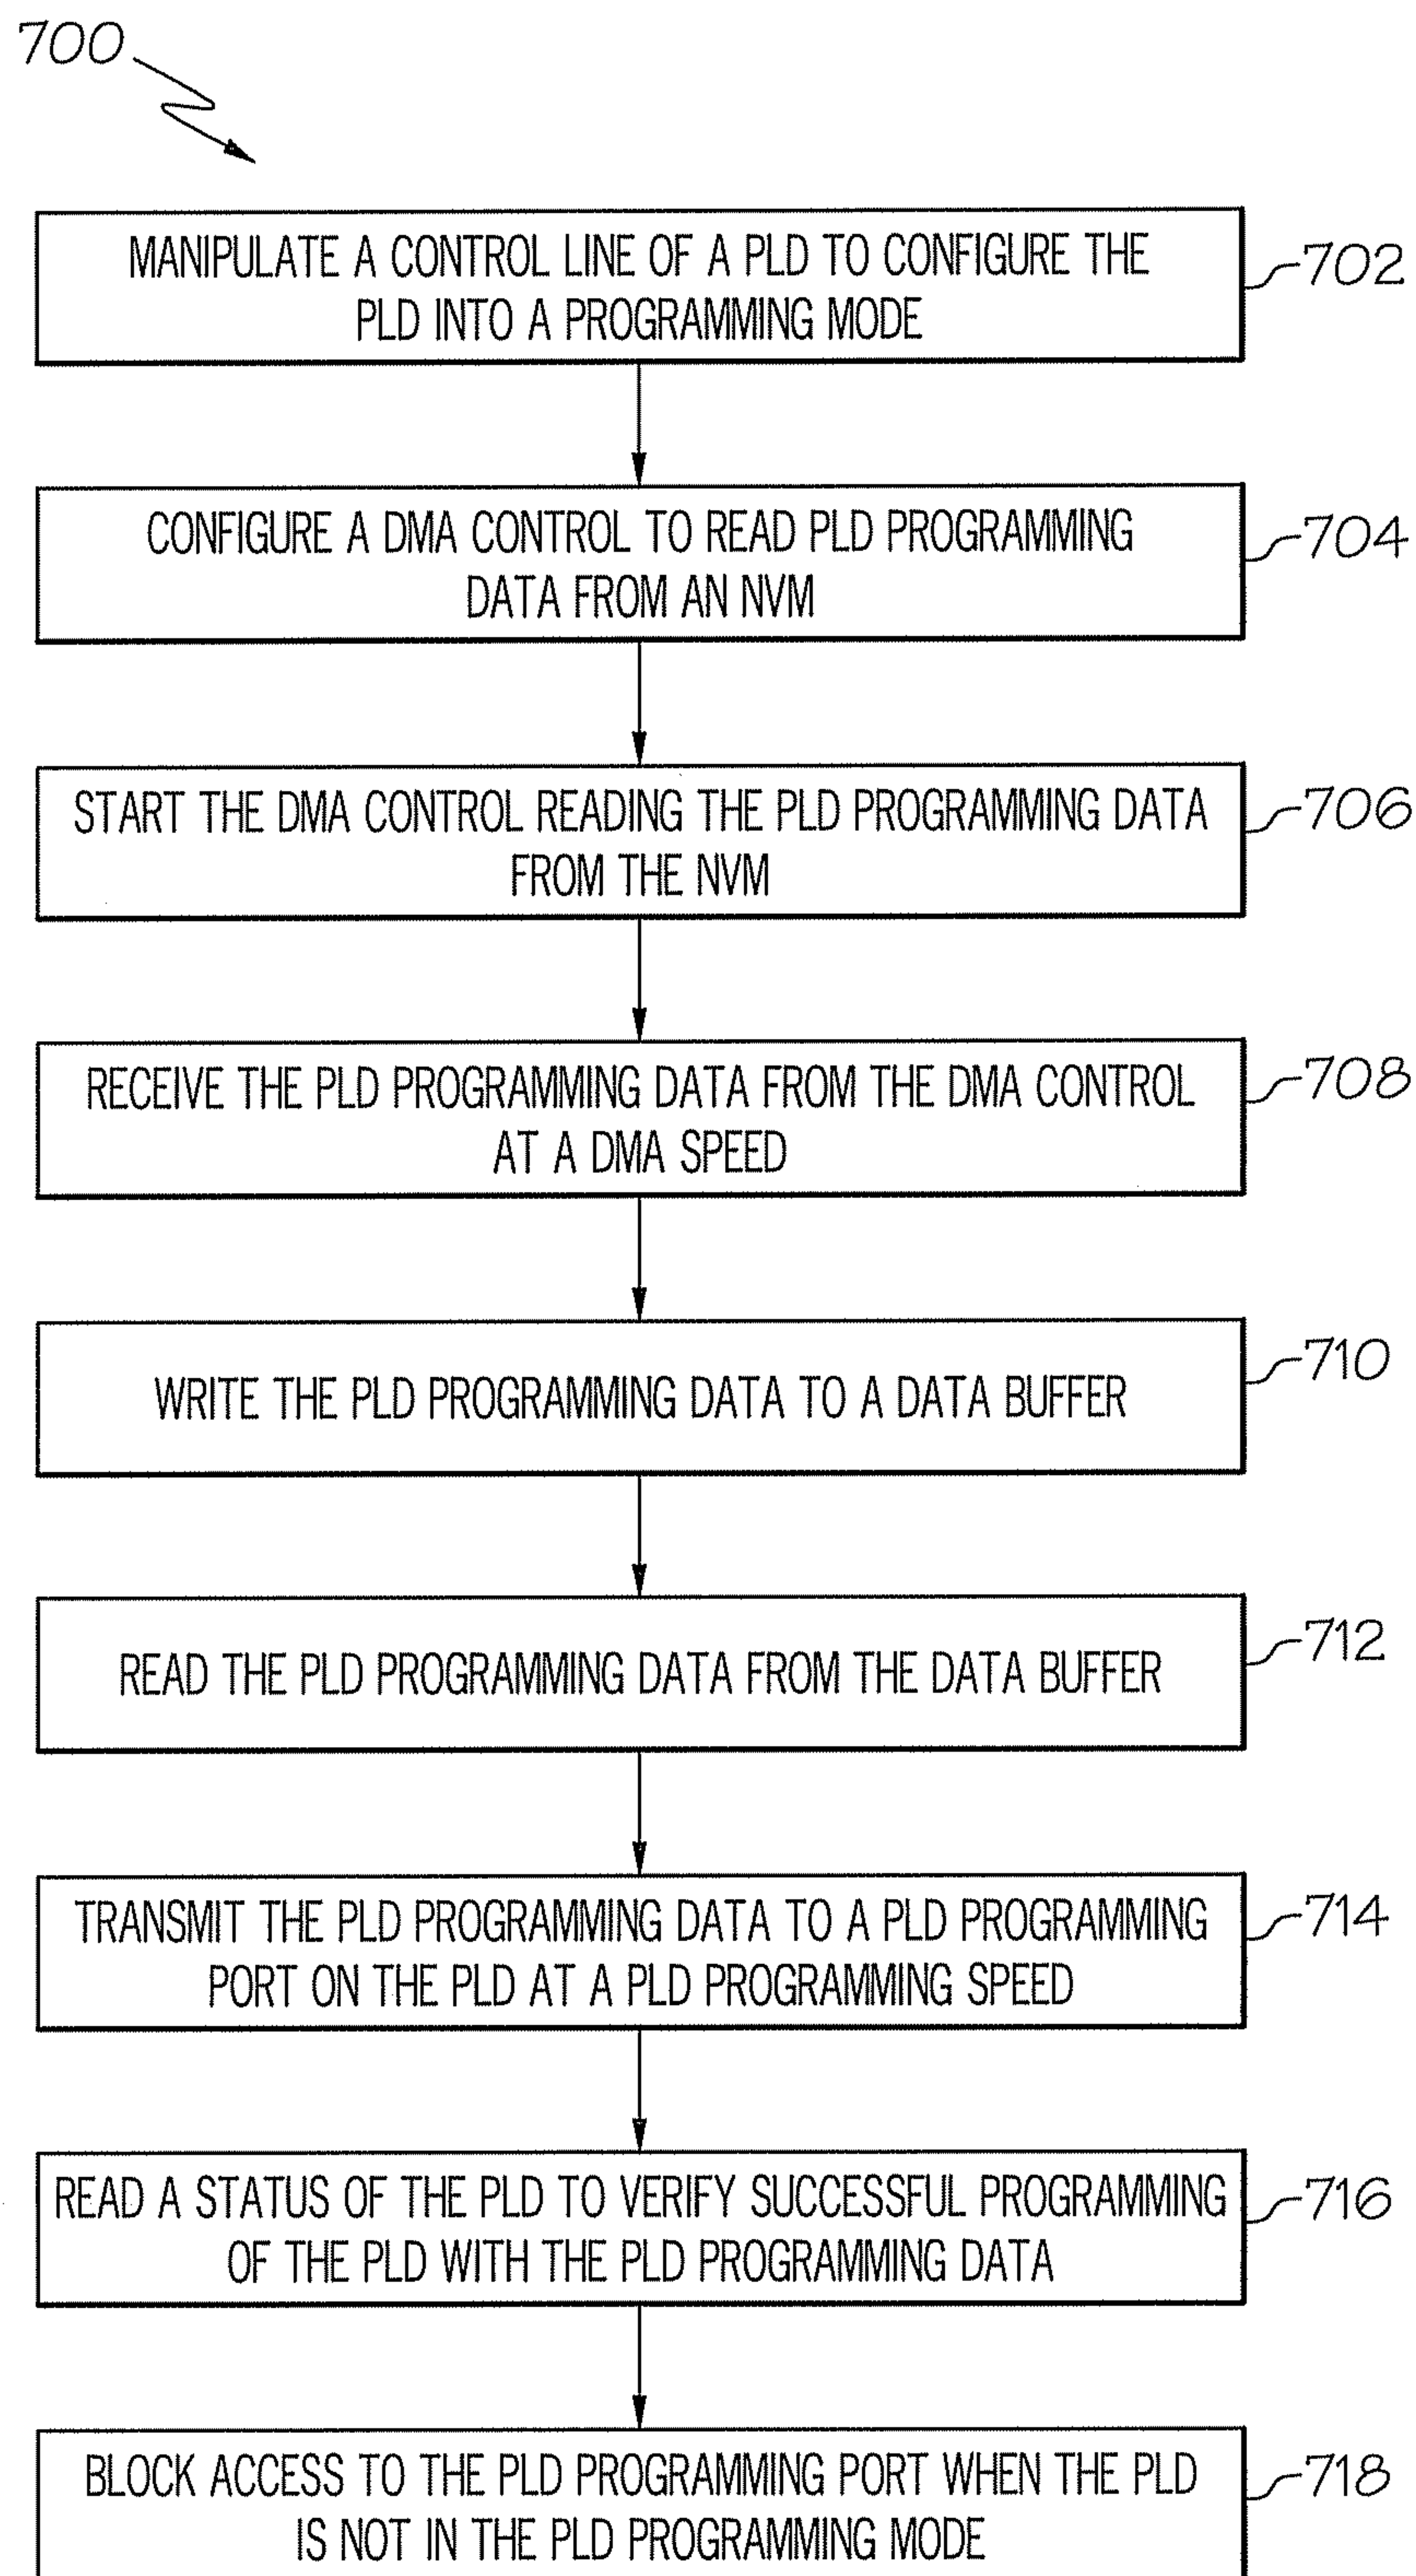 700
MANIPULATE A CONTROL LINE OF A PLD TO CONFIGURE THE
PLD INTO A PROGRAMMING MODE
702
CONFIGURE A DMA CONTROL TO READ PLD PROGRAMMING
DATA FROM AN NVM
704
START THE DMA CONTROL READING THE PLD PROGRAMMING DATA
FROM THE NVM
706
RECEIVE THE PLD PROGRAMMING DATA FROM THE DMA CONTROL
AT A DMA SPEED
708
WRITE THE PLD PROGRAMMING DATA TO A DATA BUFFER
710
READ THE PLD PROGRAMMING DATA FROM THE DATA BUFFER
712
TRANSMIT THE PLD PROGRAMMING DATA TO A PLD PROGRAMMING
PORT ON THE PLD AT A PLD PROGRAMMING SPEED
714
READ A STATUS OF THE PLD TO VERIFY SUCCESSFUL PROGRAMMING
OF THE PLD WITH THE PLD PROGRAMMING DATA
716
BLOCK ACCESS TO THE PLD PROGRAMMING PORT WHEN THE PLD
IS NOT IN THE PLD PROGRAMMING MODE
718